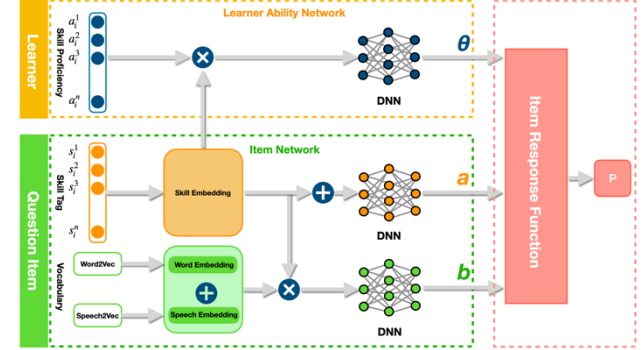 Learner Ability Network
Learner
Skill Proficiency
a_i^1
a_i^2
a_i^3
a_i^n
DNN
θ
Item Network
Question Item
Skill Tag
s_i^1
s_i^2
s_i^3
s_i^n
Skill Embedding
DNN
a
Vocabulary
Word2Vec
Speech2Vec
Word Embedding
Speech Embedding
DNN
b
Item Response Function
P